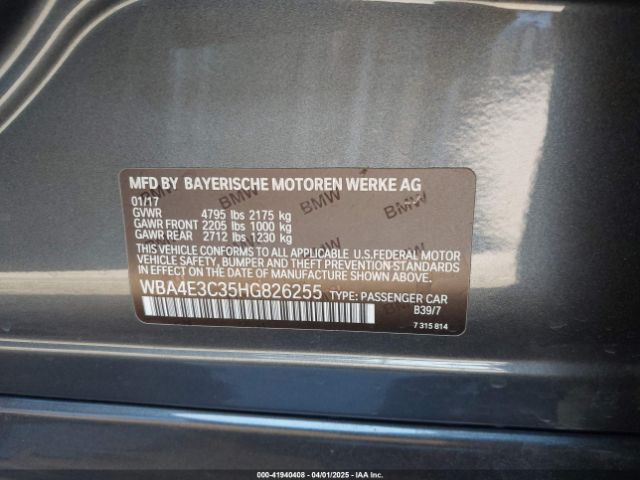 MFD BY BAYERISCHE MOTOREN WERKE AG
01/17
GVWR 4795 lbs 2175 kg
GAWR FRONT 2205 lbs 1000 kg
GAWR REAR 2712 lbs 1230 kg
THIS VEHICLE CONFORMS TO ALL APPLICABLE U.S.FEDERAL MOTOR
VEHICLE SAFETY, BUMPER AND THEFT PREVENTION STANDARDS
IN EFFECT ON THE DATE OF MANUFACTURE SHOWN ABOVE.
WBA4E3C35HG826255 TYPE: PASSENGER CAR
B39/7
7 315 814
000-41940408 04/01/2025 IAA Holdings, LLC.